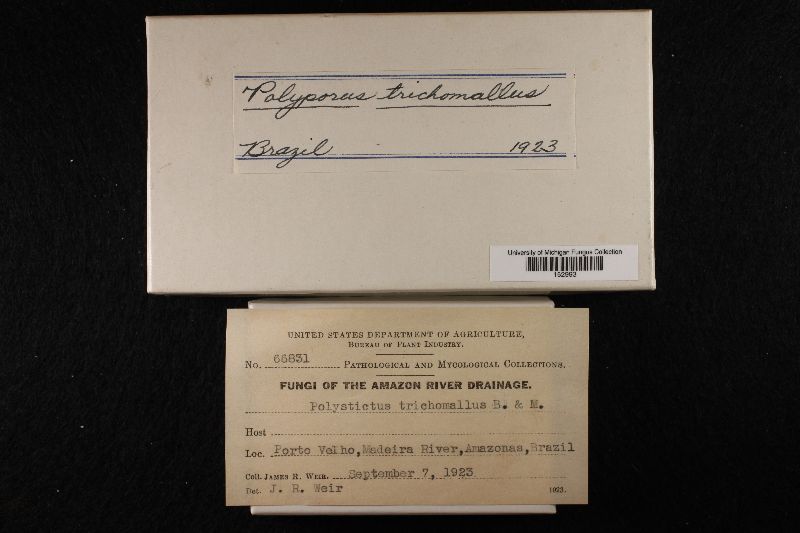 Polyporus trichomallus
Brazil 1923
University of Michigan Fungus Collection
152993
UNITED STATES DEPARTMENT OF AGRICULTURE,
BUREAU OF PLANT INDUSTRY.
No. 66831 PATHOLOGICAL AND MYCOLOGICAL COLLECTIONS.
FUNGI OF THE AMAZON RIVER DRAINAGE.
Polystictus trichomallus B. & M.
Host
Loc. Porto Velho, Madeira River, Amazonas, Brazil
Coll. JAMES R. WEIR. September 7, 1923
Det. J. R. Weir 1923.